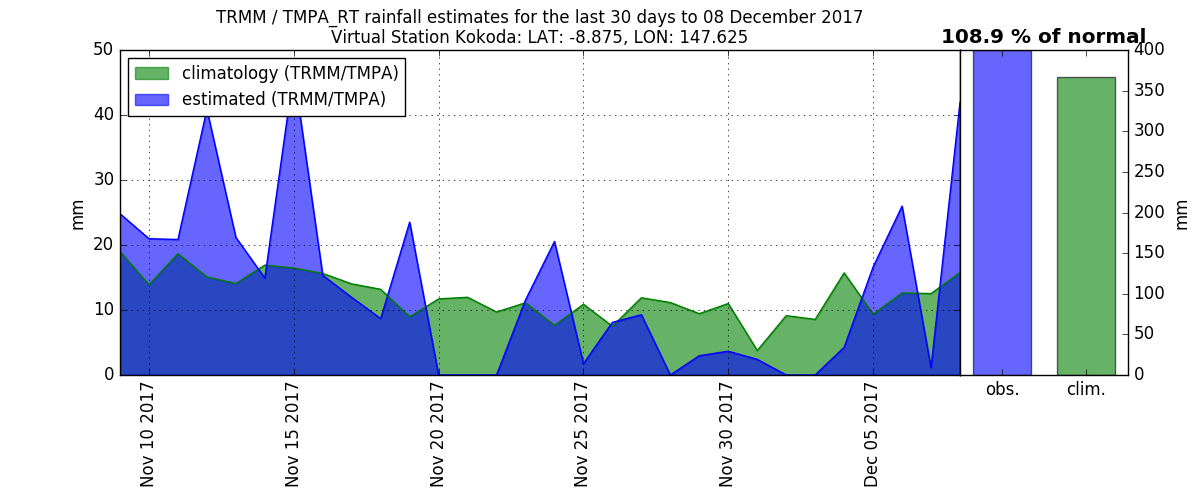 TRMM / TMPA_RT rainfall estimates for the last 30 days to 08 December 2017
Virtual Station Kokoda: LAT: -8.875, LON: 147.625
108.9 % of normal
climatology (TRMM/TMPA)
estimated (TRMM/TMPA)
50
40
30
20
10
0
mm
400
350
300
250
200
150
100
50
0
mm
Nov 10 2017
Nov 15 2017
Nov 20 2017
Nov 25 2017
Nov 30 2017
Dec 05 2017
obs.
clim.